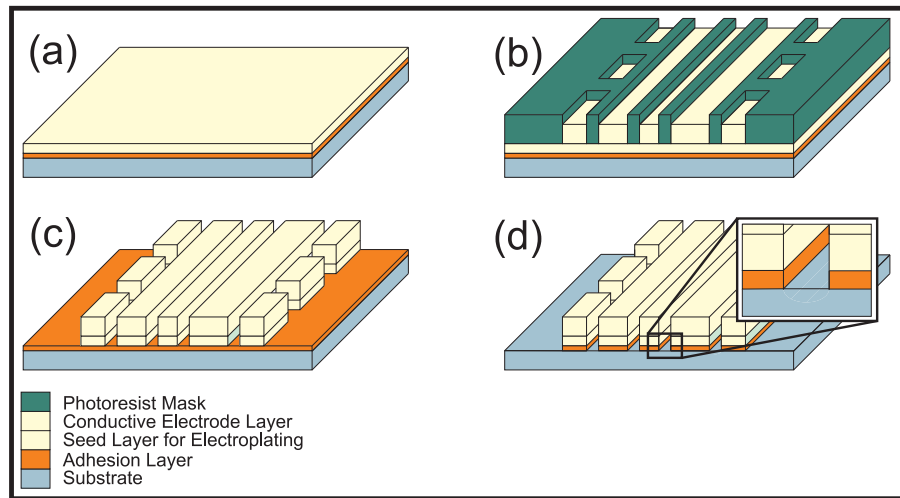 (a)
(b)
(c)
(d)
Photoresist Mask
Conductive Electrode Layer
Seed Layer for Electroplating
Adhesion Layer
Substrate